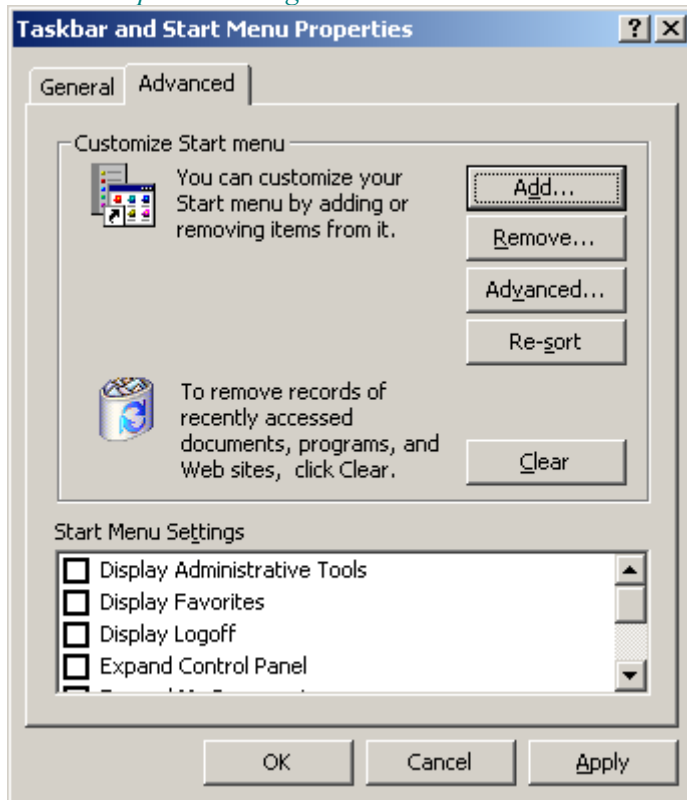 Taskbar and Start Menu Properties
General Advanced
Customize Start menu
You can customize your
Start menu by adding or
removing items from it.
Add...
Remove...
Advanced...
Re-sort
To remove records of
recently accessed
documents, programs, and
Web sites, click Clear.
Clear
Start Menu Settings
Display Administrative Tools
Display Favorites
Display Logoff
Expand Control Panel
OK Cancel Apply